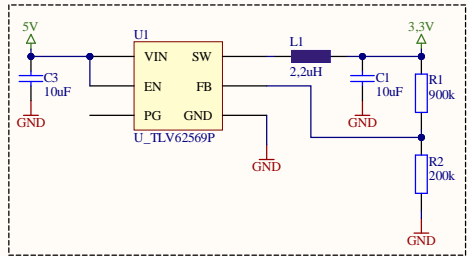 5V
U1
VIN
SW
L1
3,3V
C3
10uF
EN
FB
2,2uH
C1
10uF
R1
900k
PG
GND
GND
GND
U_TLV62569P
GND
R2
200k
GND